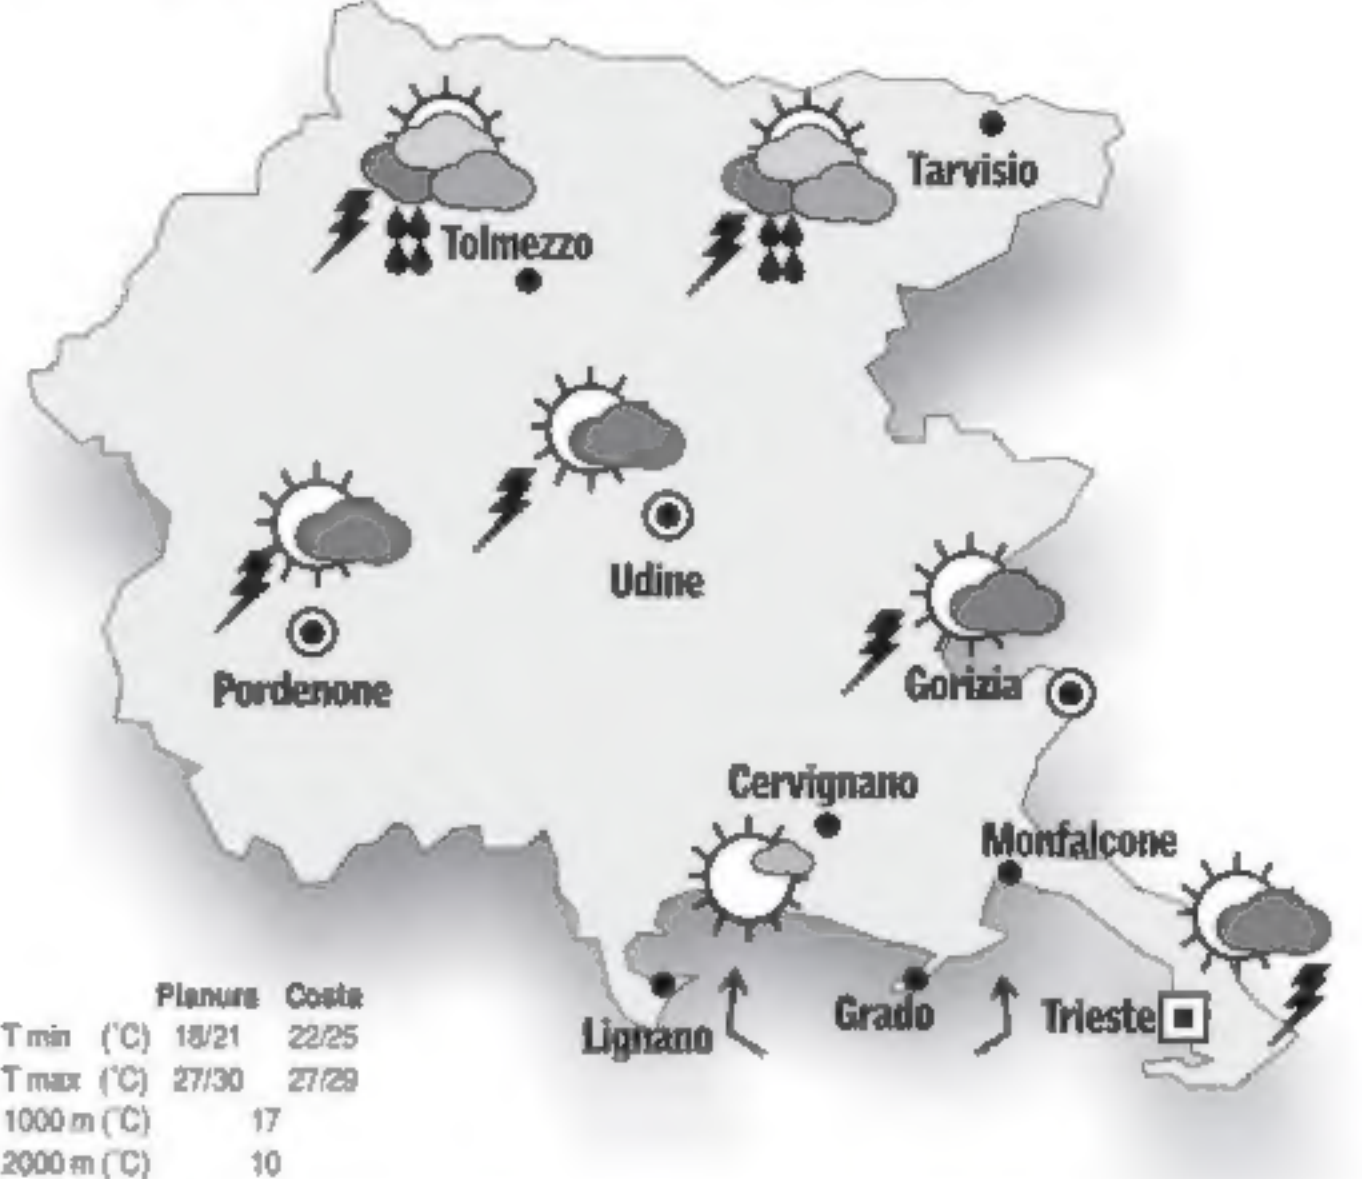 Tarvisio
Tolmezzo
Udine
Pordenone
Gorizia
Cervignano
Monfalcone
Lignano
Grado
Trieste
Pianura Costa
T min (°C) 18/21 22/25
T max (°C) 27/30 27/29
1000 m (°C) 17
2000 m (°C) 10